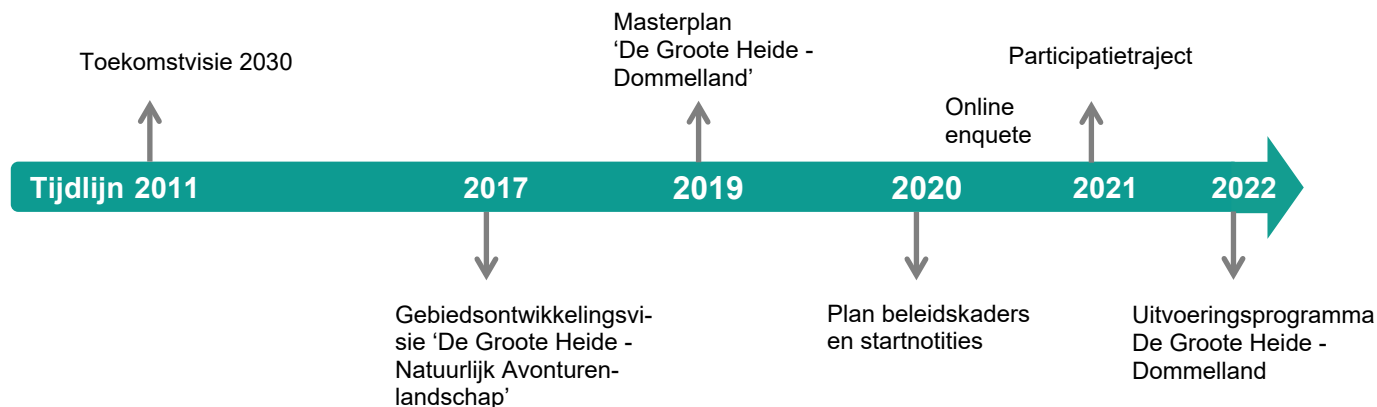 Toekomstvisie 2030
Masterplan
‘De Groote Heide -
Dommelland’
Online
enquete
Participatietraject
Tijdlijn 2011
2017
2019
2020
2021
2022
Gebiedsontwikkelingsvi-
sie ‘De Groote Heide -
Natuurlijk Avonturen-
landschap’
Plan beleidskaders
en startnotities
Uitvoeringsprogramma
De Groote Heide -
Dommelland